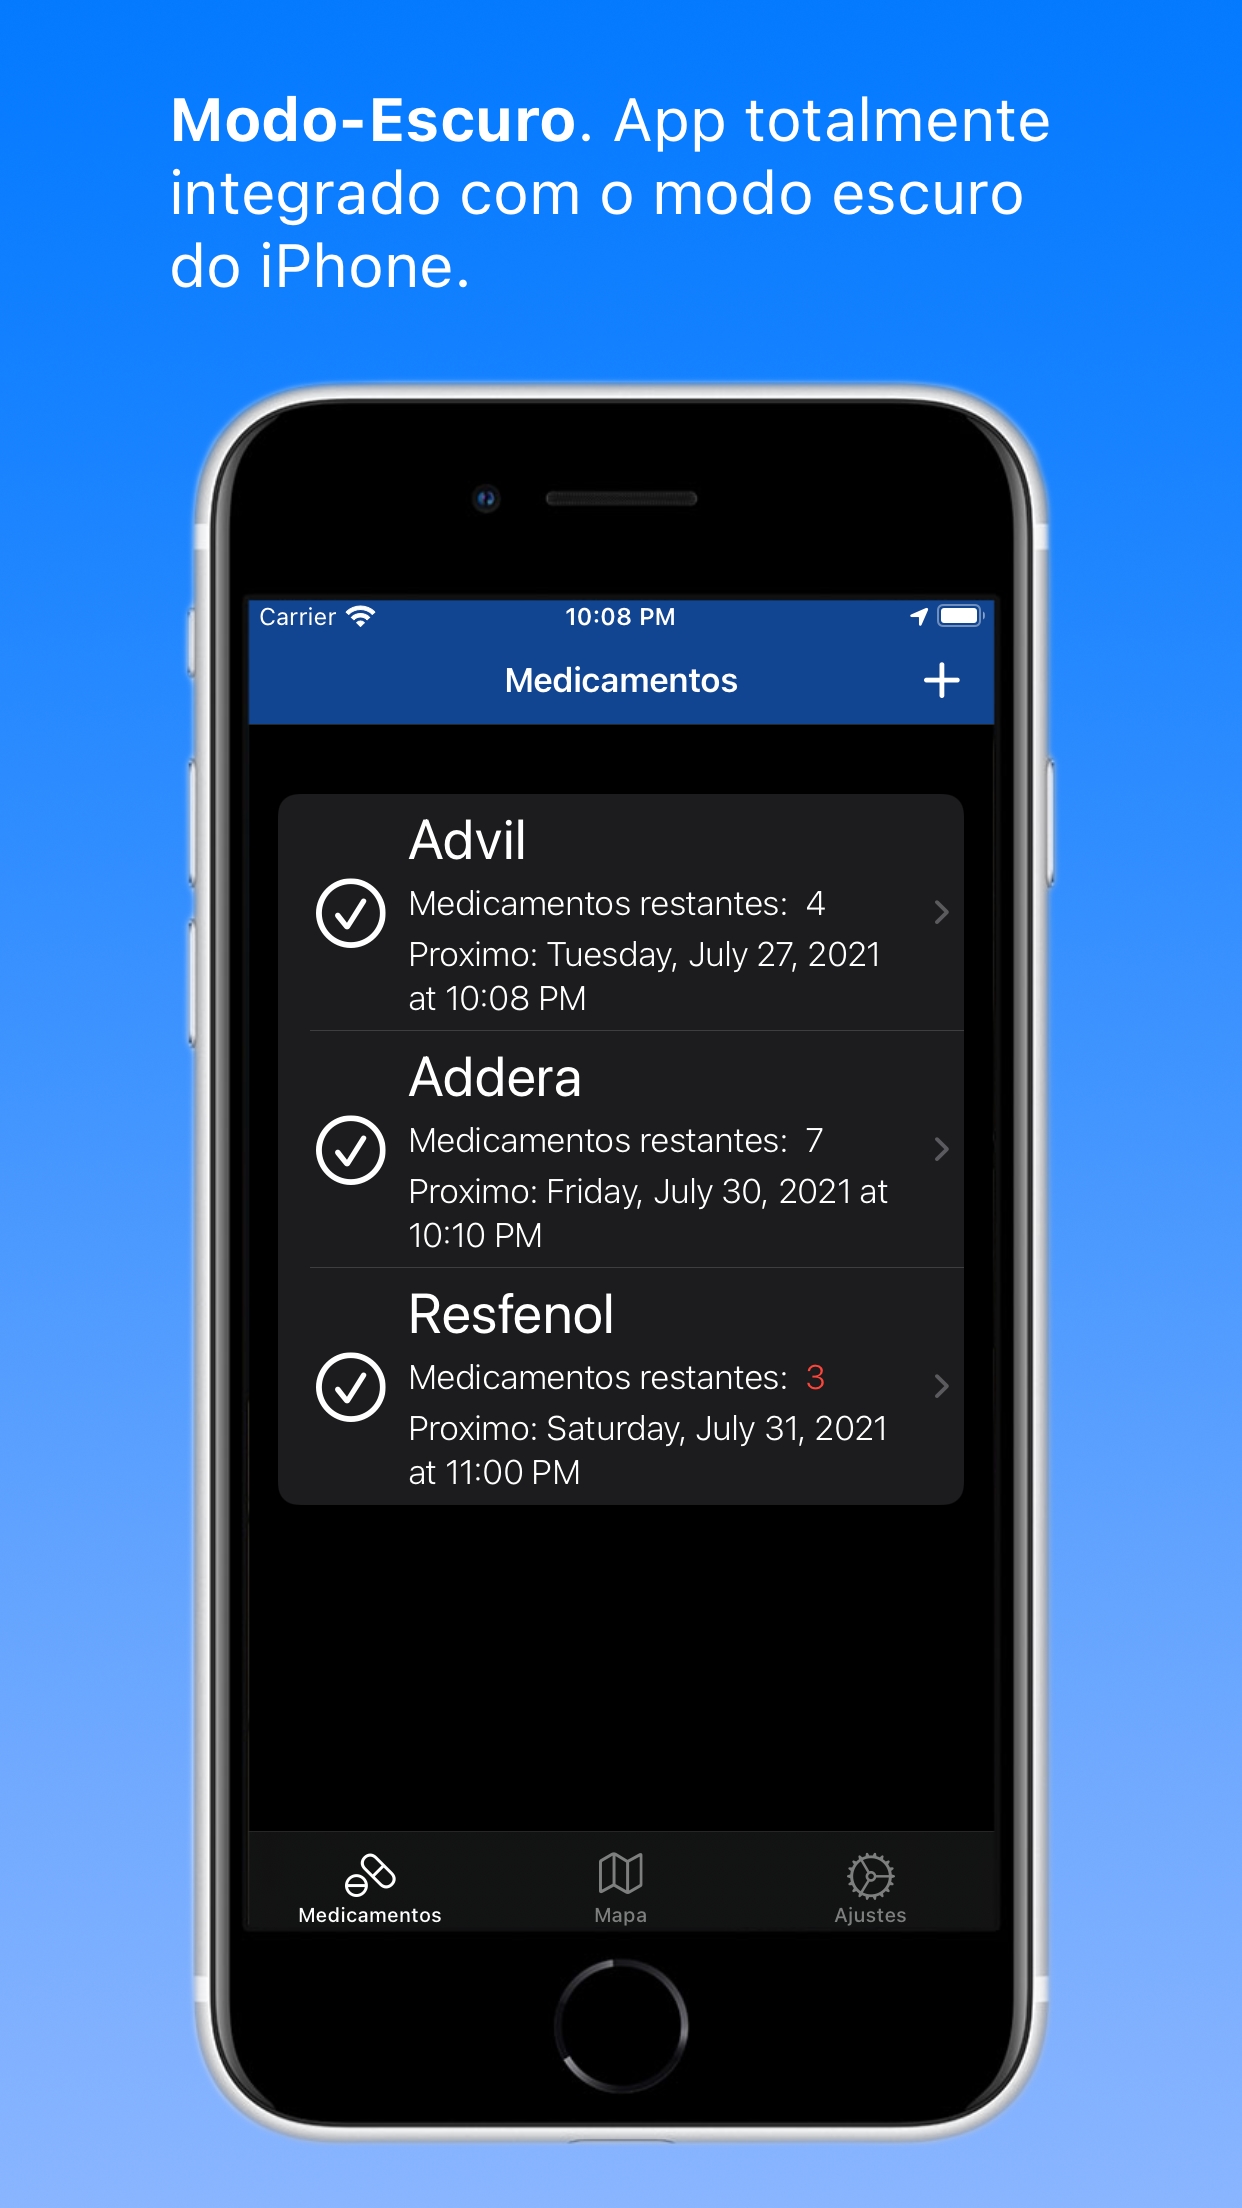 Modo-Escuro. App totalmente
integrado com o modo escuro
do iPhone.
Carrier
10:08 PM
Medicamentos
Advil
Medicamentos restantes: 4
Proximo: Tuesday, July 27, 2021
at 10:08 PM
Addera
Medicamentos restantes: 7
Proximo: Friday, July 30, 2021 at
10:10 PM
Resfenol
Medicamentos restantes: 3
Proximo: Saturday, July 31, 2021
at 11:00 PM
Medicamentos
Mapa
Ajustes